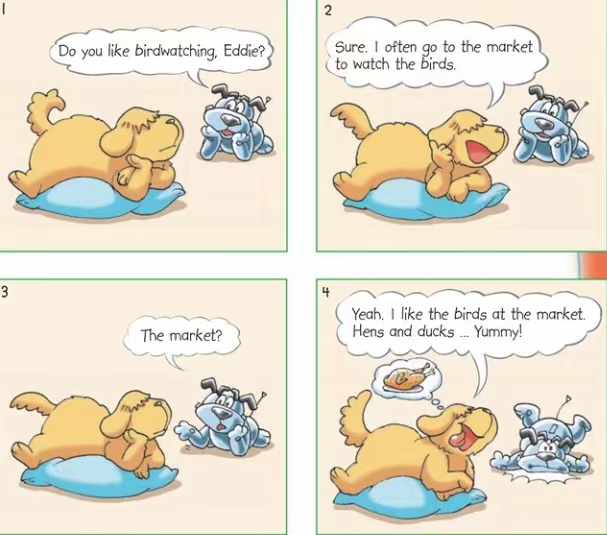 1
Do you like birdwatching, Eddie?
2
Sure. I often go to the market
to watch the birds.
3
The market?
4
Yeah. I like the birds at the market.
Hens and ducks ... Yummy!